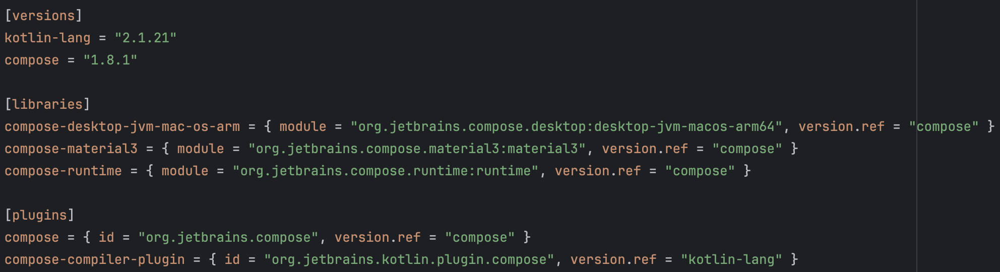 [versions]
kotlin-lang = "2.1.21"
compose = "1.8.1"
[libraries]
compose-desktop-jvm-mac-os-arm = { module = "org.jetbrains.compose.desktop:desktop-jvm-macos-arm64", version.ref = "compose" }
compose-material3 = { module = "org.jetbrains.compose.material3:material3", version.ref = "compose" }
compose-runtime = { module = "org.jetbrains.compose.runtime:runtime", version.ref = "compose" }
[plugins]
compose = { id = "org.jetbrains.compose", version.ref = "compose" }
compose-compiler-plugin = { id = "org.jetbrains.kotlin.plugin.compose", version.ref = "kotlin-lang" }